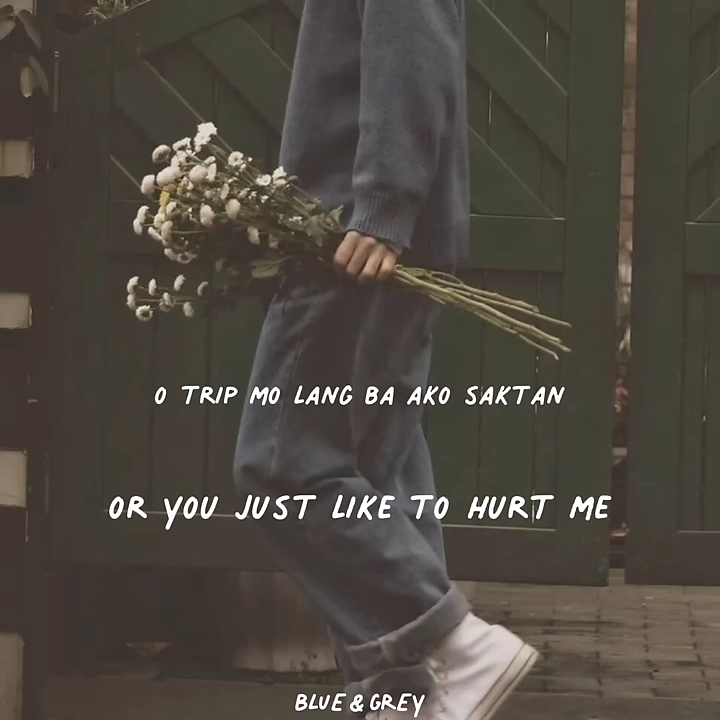 O TRIP MO LANG BA AKO SAKTAN
OR YOU JUST LIKE TO HURT ME
BLUE & GREY